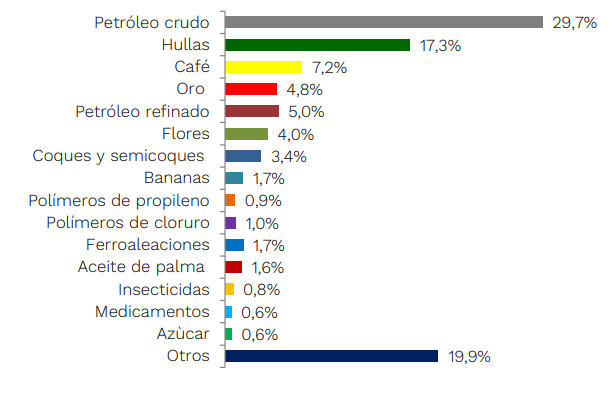 Petróleo crudo 29,7%
Hullas 17,3%
Café 7,2%
Oro 4,8%
Petróleo refinado 5,0%
Flores 4,0%
Coques y semicoques 3,4%
Bananas 1,7%
Polímeros de propileno 0,9%
Polímeros de cloruro 1,0%
Ferroaleaciones 1,7%
Aceite de palma 1,6%
Insecticidas 0,8%
Medicamentos 0,6%
Azùcar 0,6%
Otros 19,9%